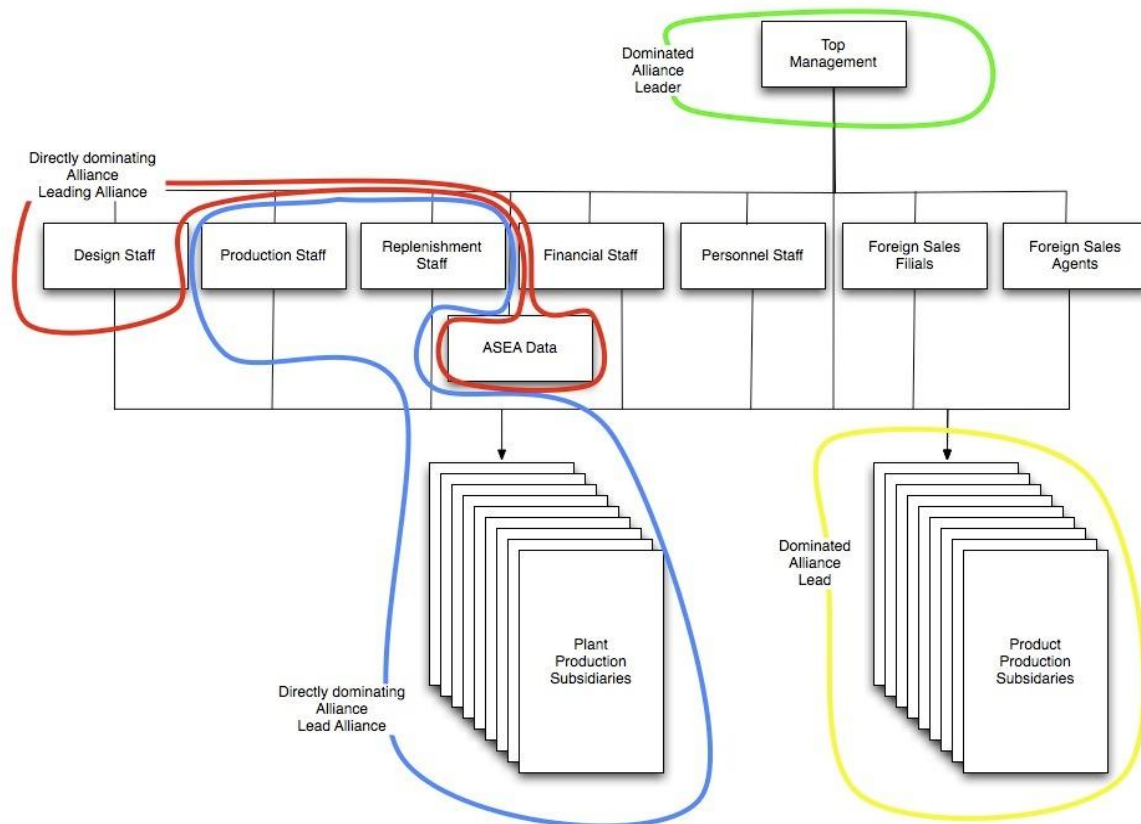 Top
Management
Dominated
Alliance
Leader
Directly dominating
Alliance
Leading Alliance
Design Staff
Production Staff
Replenishment
Staff
Financial Staff
Personnel Staff
Foreign Sales
Filials
Foreign Sales
Agents
ASEA Data
Dominated
Alliance
Lead
Plant
Production
Subsidiaries
Product
Production
Subsidiaries
Directly dominating
Alliance
Lead Alliance